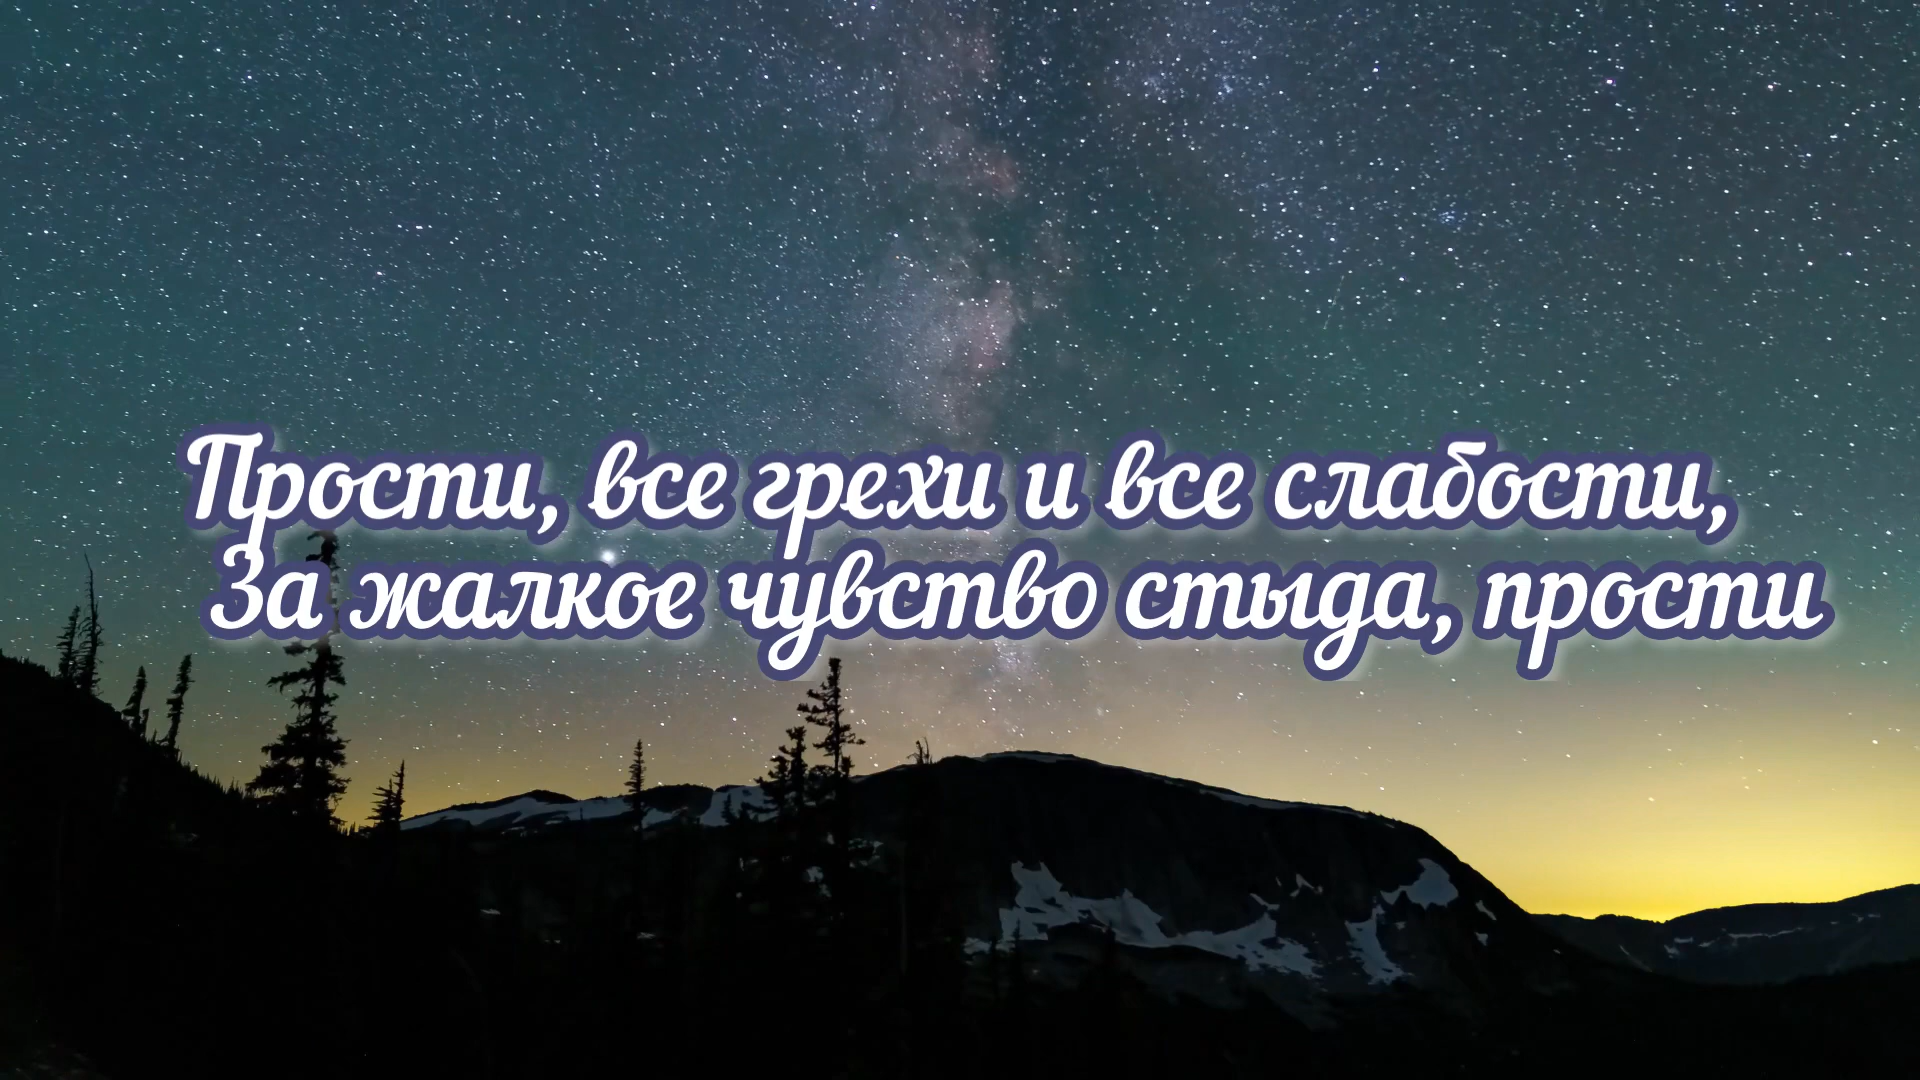 Прости, все грехи и все слабости,
За жалкое чувство стыда, прости